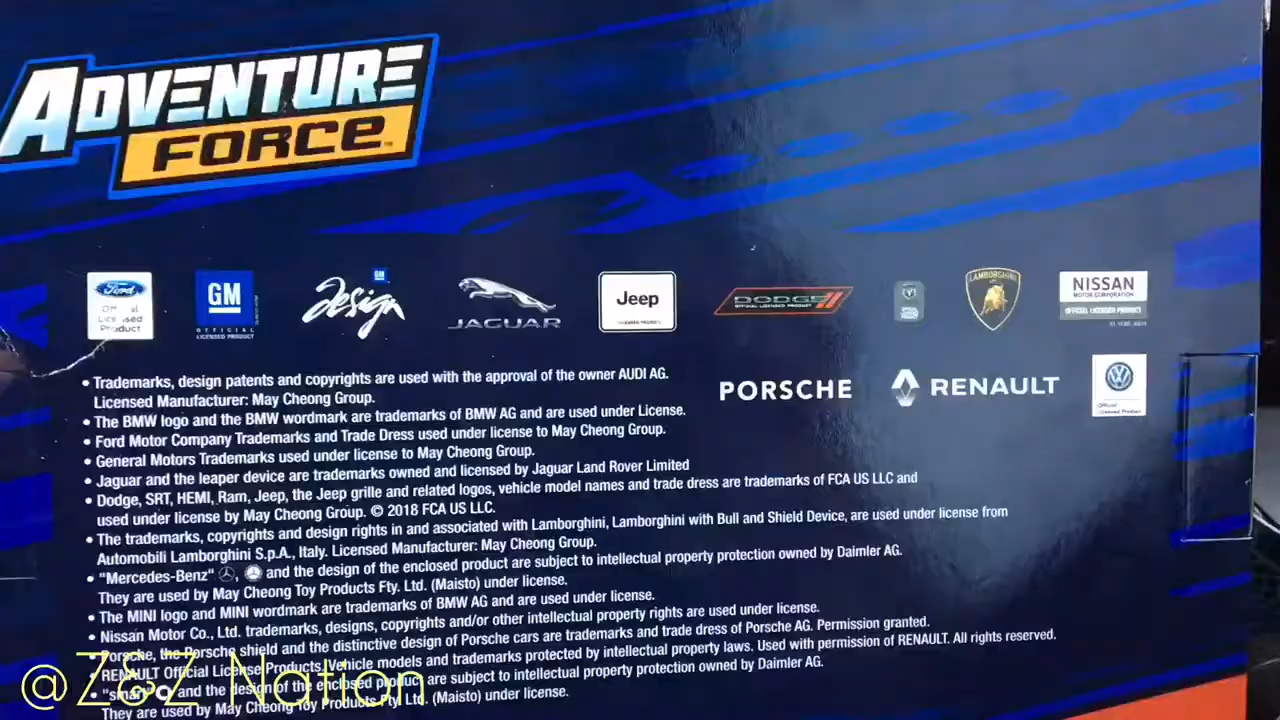 ADVENTURE
FORCE
Ford
Official
Licensed
Product
GM
OFFICIAL
LICENSED PRODUCT
GM
design
JAGUAR
Jeep
DODGE
OFFICIAL LICENSED PRODUCT
LAMBORGHINI
NISSAN
MOTOR CORPORATION
OFFICIAL LICENSED PRODUCT
PORSCHE
RENAULT
Official
Licensed Product
• Trademarks, design patents and copyrights are used with the approval of the owner AUDI AG.
Licensed Manufacturer: May Cheong Group.
• The BMW logo and the BMW wordmark are trademarks of BMW AG and are used under License.
• Ford Motor Company Trademarks and Trade Dress used under license to May Cheong Group.
• General Motors Trademarks used under license to May Cheong Group.
• Jaguar and the leaper device are trademarks owned and licensed by Jaguar Land Rover Limited
• Dodge, SRT, HEMI, Ram, Jeep, the Jeep grille and related logos, vehicle model names and trade dress are trademarks of FCA US LLC and
used under license by May Cheong Group. © 2018 FCA US LLC.
• The trademarks, copyrights and design rights in and associated with Lamborghini, Lamborghini with Bull and Shield Device, are used under license from
Automobili Lamborghini S.p.A., Italy. Licensed Manufacturer: May Cheong Group.
• "Mercedes-Benz" , and the design of the enclosed product are subject to intellectual property protection owned by Daimler AG.
They are used by May Cheong Toy Products Fty. Ltd. (Maisto) under license.
• The MINI logo and MINI wordmark are trademarks of BMW AG and are used under license.
• Nissan Motor Co., Ltd. trademarks, designs, copyrights and/or other intellectual property rights are used under license.
Porsche, the Porsche shield and the distinctive design of Porsche cars are trademarks and trade dress of Porsche AG. Permission granted.
RENAULT Official License Products. Vehicle models and trademarks protected by intellectual property laws. Used with permission of RENAULT. All rights reserved.
• "smart" and the design of the enclosed product are subject to intellectual property protection owned by Daimler AG.
They are used by May Cheong Toy Products Fty. Ltd. (Maisto) under license.
@Z&Z Nation